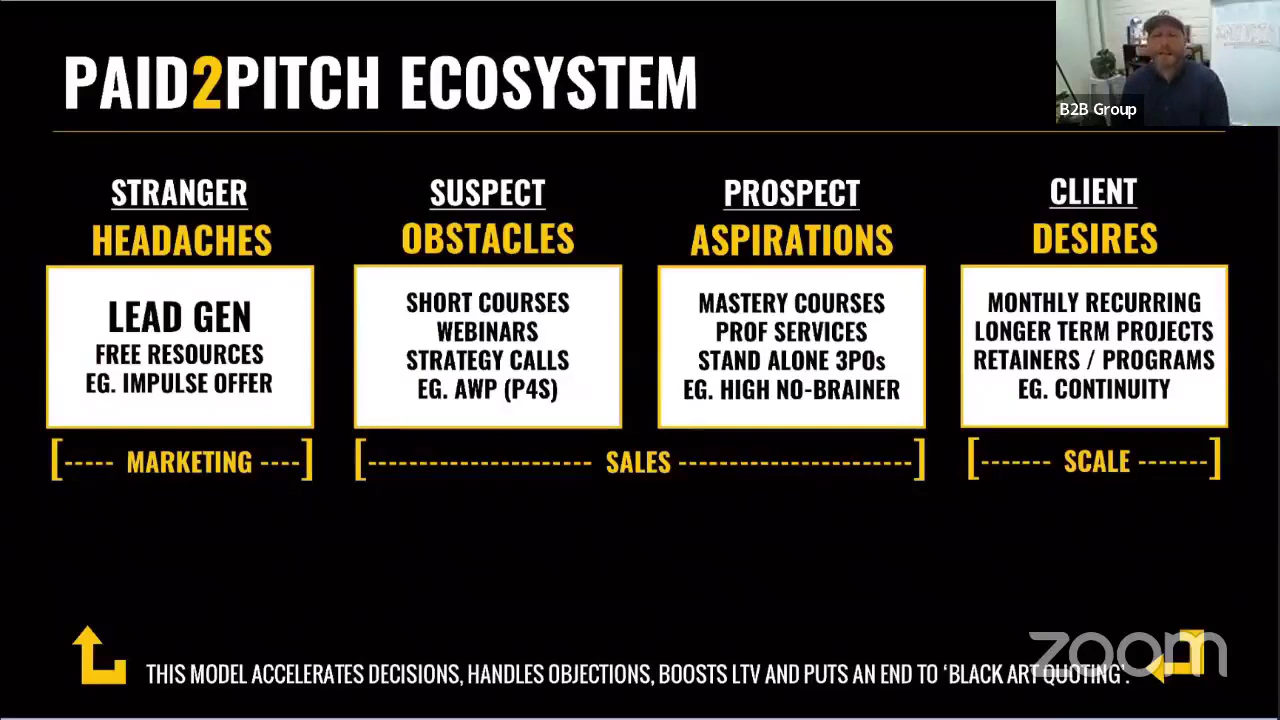 PAID2PITCH ECOSYSTEM
B2B Group
STRANGER
HEADACHES
LEAD GEN
FREE RESOURCES
EG. IMPULSE OFFER
SUSPECT
OBSTACLES
SHORT COURSES
WEBINARS
STRATEGY CALLS
EG. AWP (P4S)
PROSPECT
ASPIRATIONS
MASTERY COURSES
PROF SERVICES
STAND ALONE 3POs
EG. HIGH NO-BRAINER
CLIENT
DESIRES
MONTHLY RECURRING
LONGER TERM PROJECTS
RETAINERS / PROGRAMS
EG. CONTINUITY
[----- MARKETING ----]
[----------------------- SALES ------------------------]
[------- SCALE -------]
THIS MODEL ACCELERATES DECISIONS, HANDLES OBJECTIONS, BOOSTS LTV AND PUTS AN END TO ‘BLACK ART QUOTING’.
zoom